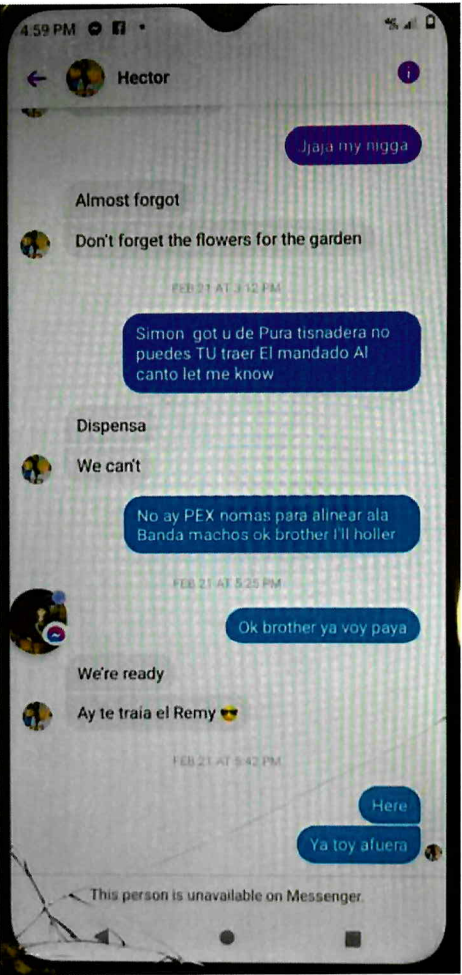 4:59 PM
4G
Hector
Jjaja my nigga
Almost forgot
Don't forget the flowers for the garden
FEB 21 AT 3:12 PM
Simon got u de Pura tisnadera no
puedes TU traer El mandado Al
canto let me know
Dispensa
We can't
No ay PEX nomas para alinear ala
Banda machos ok brother I'll holler
FEB 21 AT 5:25 PM
Ok brother ya voy paya
We're ready
Ay te traia el Remy 😎
FEB 21 AT 5:42 PM
Here
Ya toy afuera
This person is unavailable on Messenger.